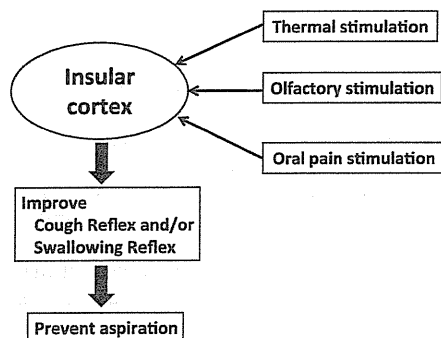 Thermal stimulation
Insular
cortex
Olfactory stimulation
Oral pain stimulation
Improve
Cough Reflex and/or
Swallowing Reflex
Prevent aspiration